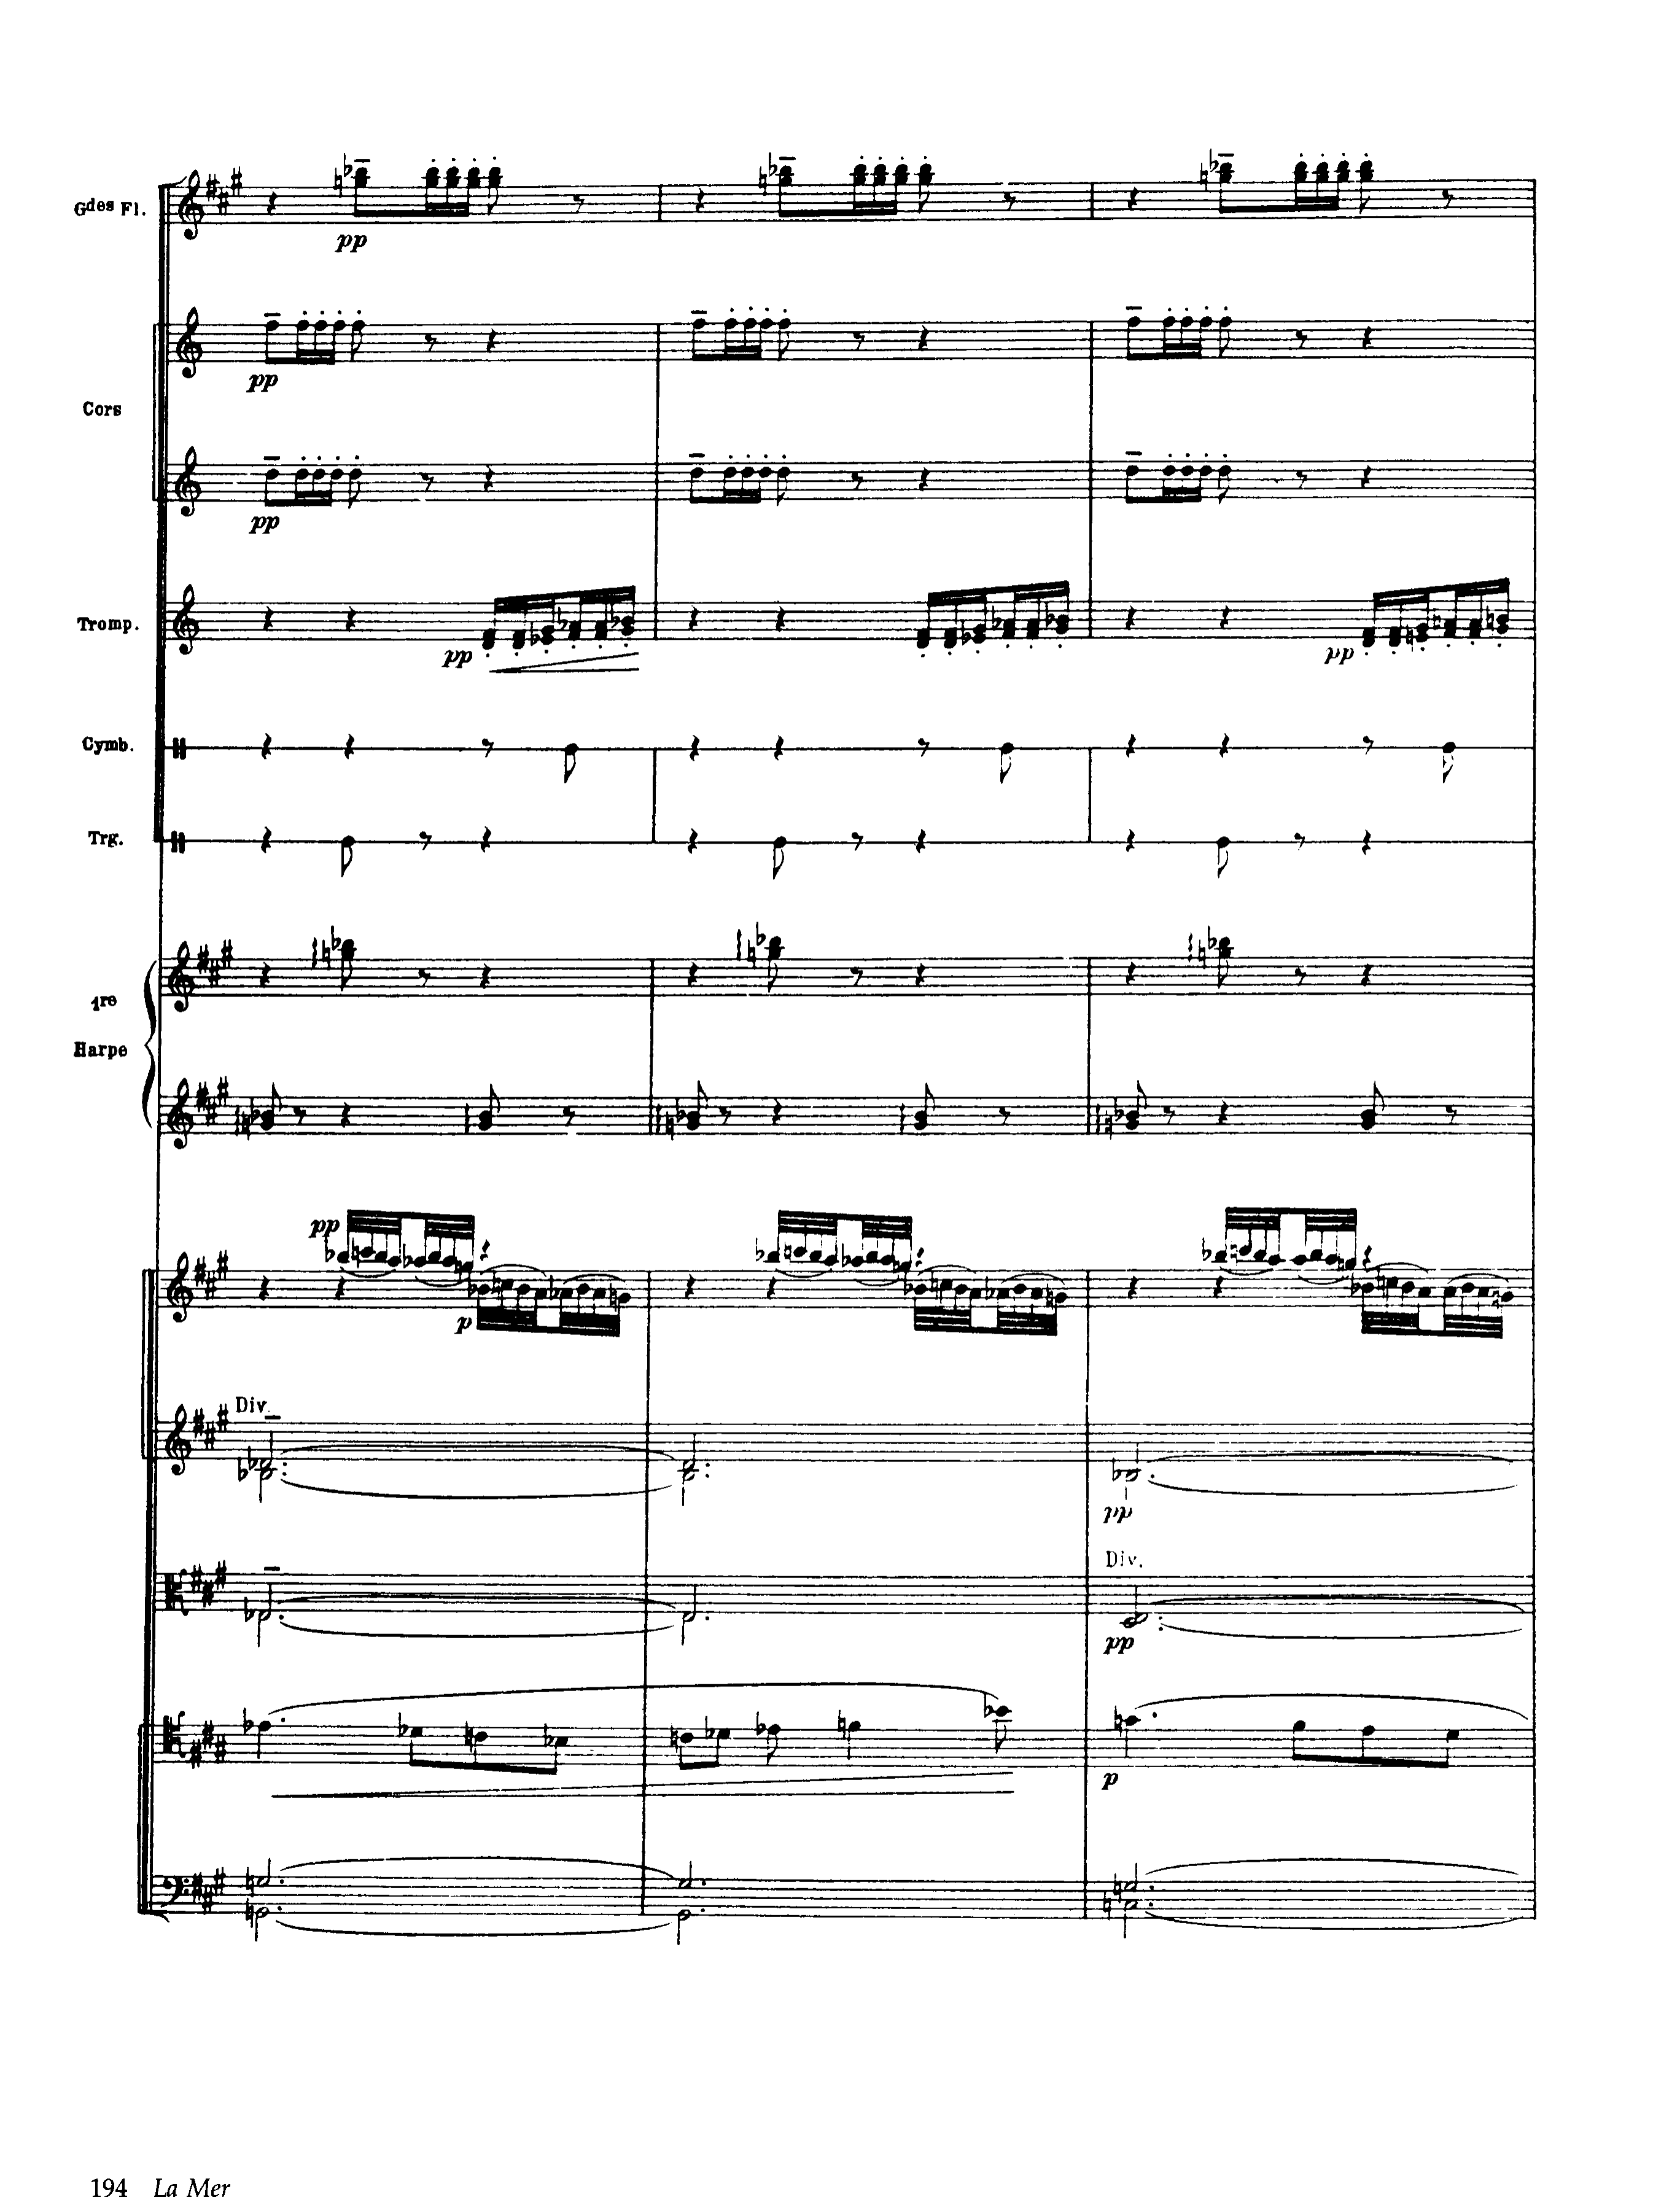 Gdes Fl.
pp
pp
Cors
pp
Tromp.
pp
pp
Cymb.
Trg.
1re
Harpe
pp
p
Div.
pp
Div.
pp
p
194 La Mer